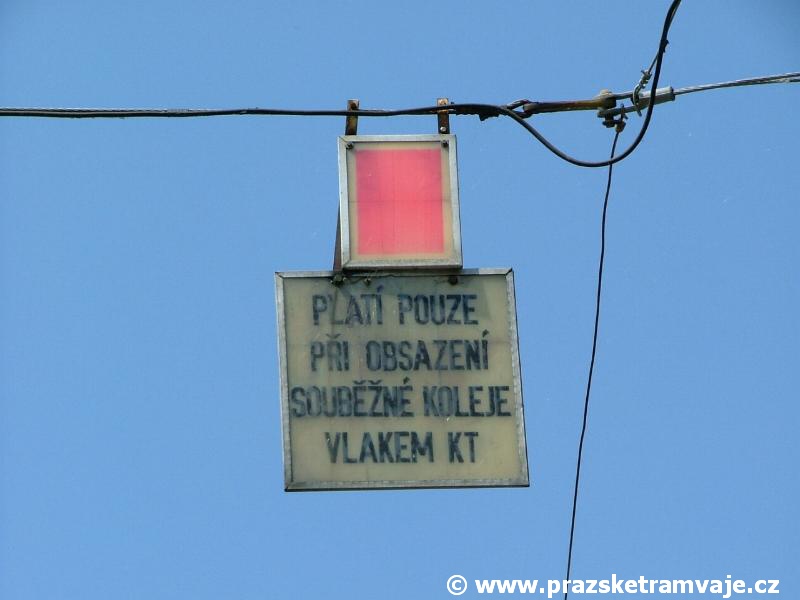 PLATÍ POUZE
PŘI OBSAZENÍ
SOUBĚŽNÉ KOLEJE
VLAKEM KT
© www.prazsketramvaje.cz